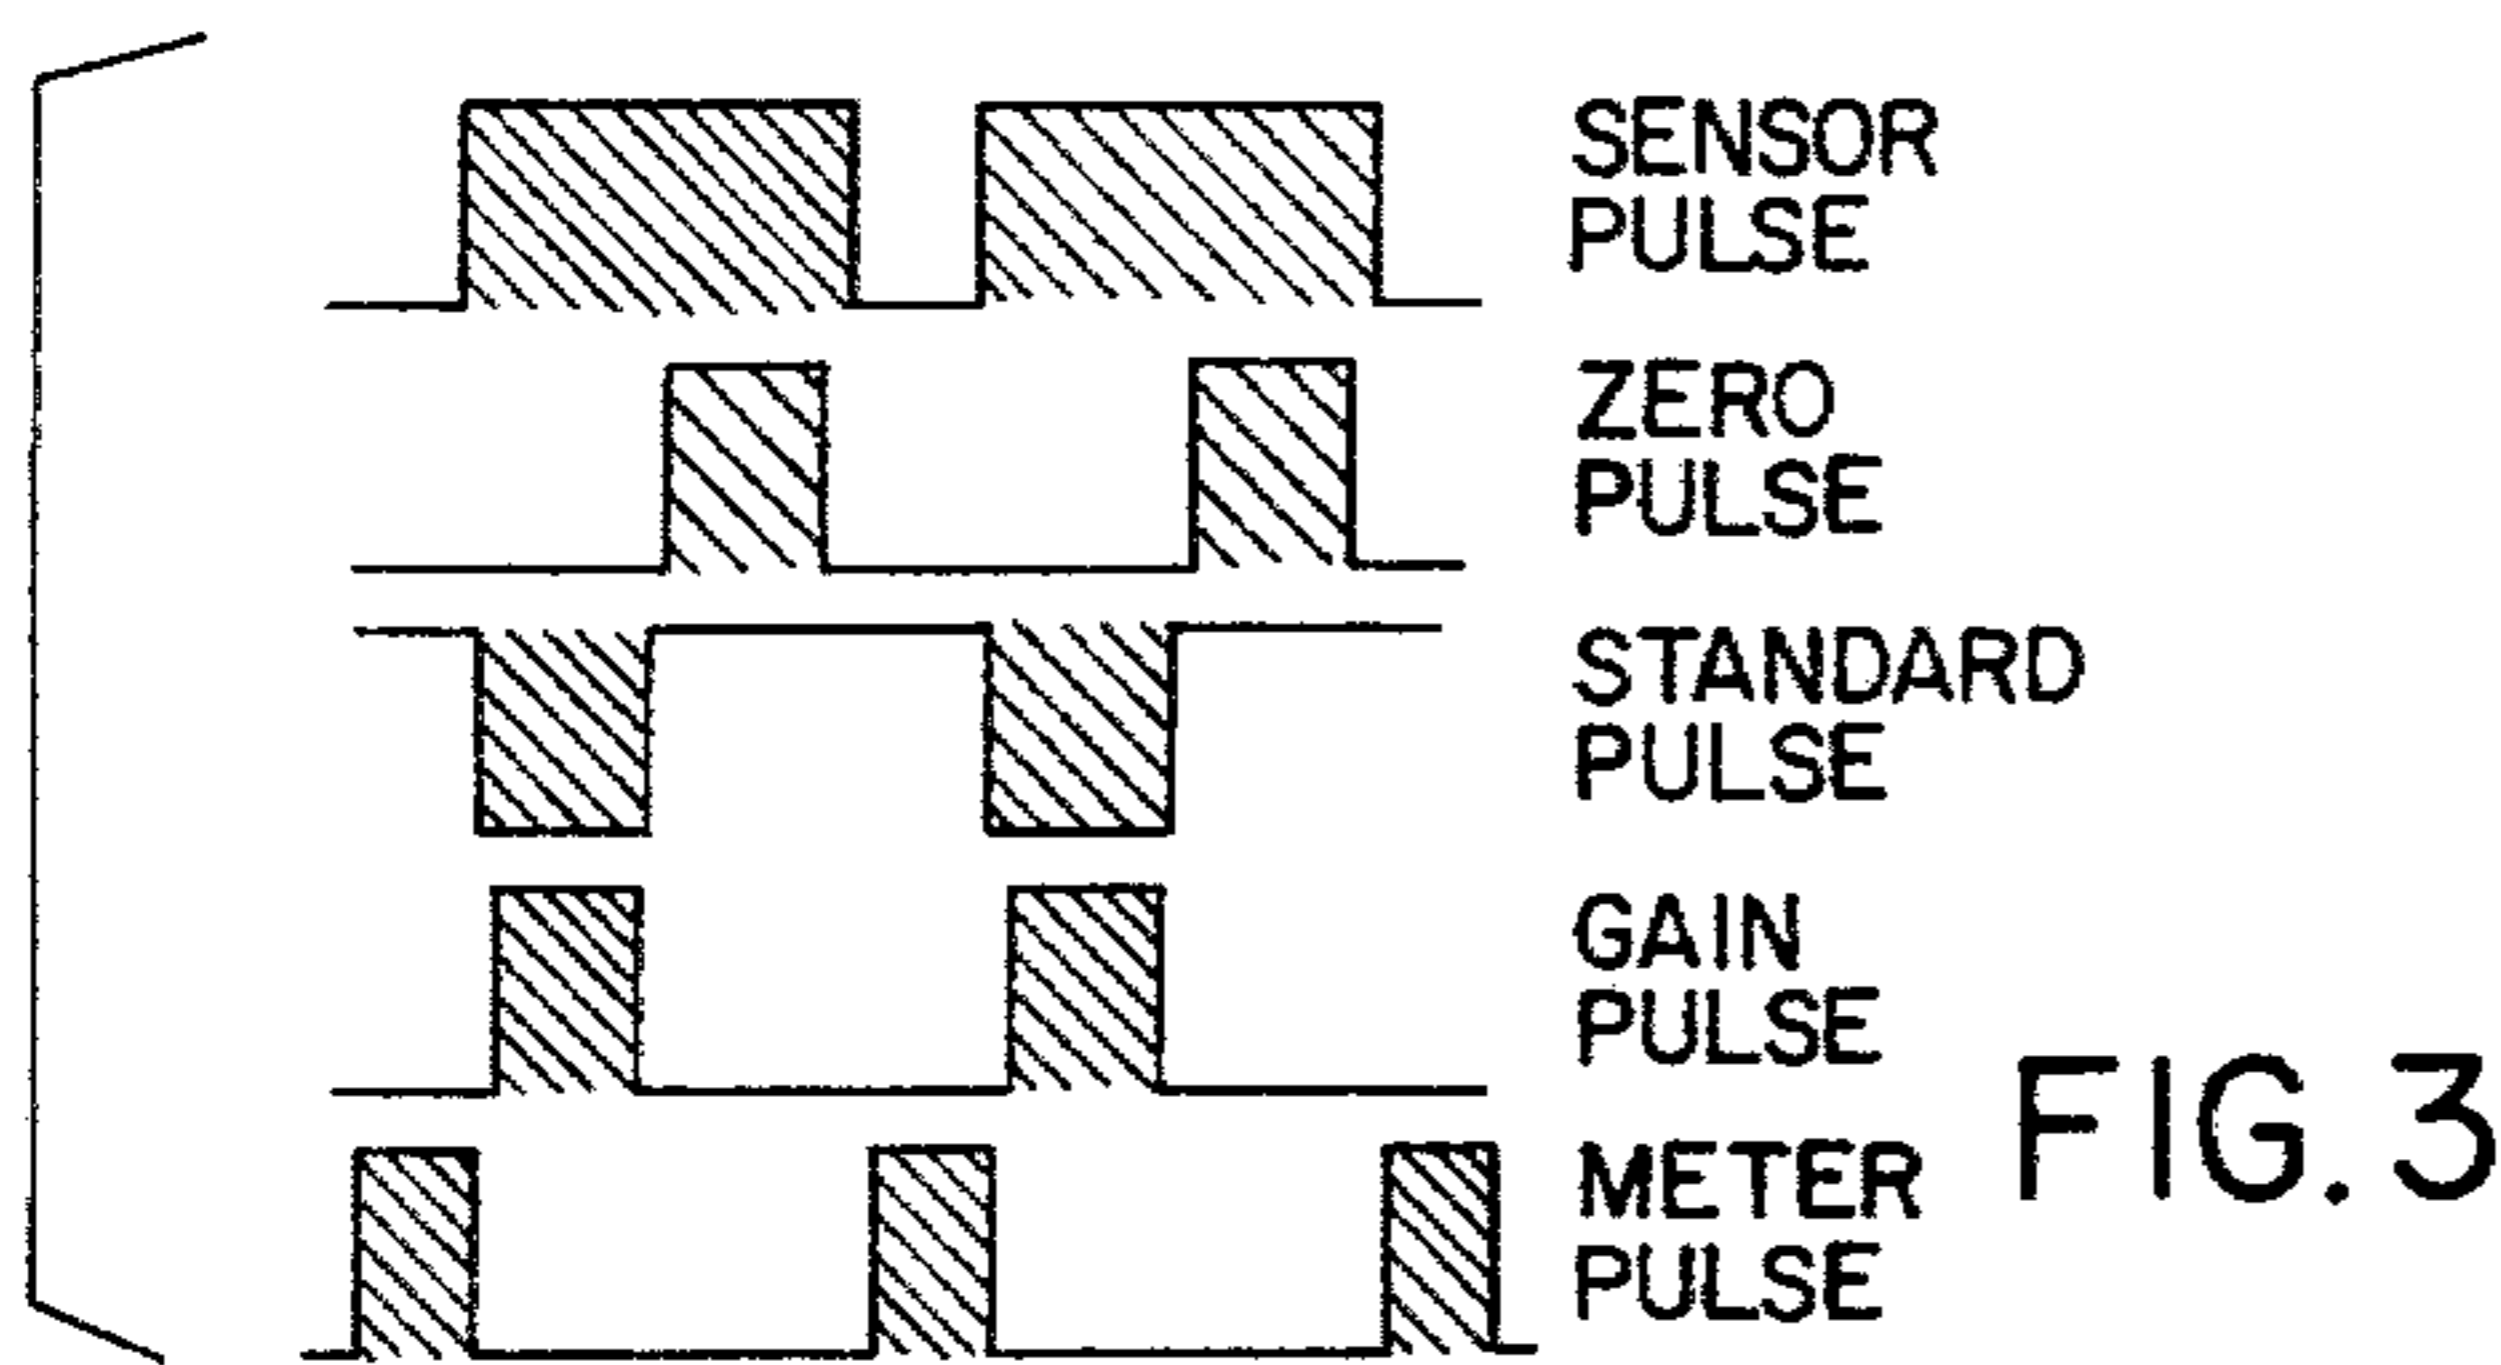 SENSOR
PULSE
ZERO
PULSE
STANDARD
PULSE
GAIN
PULSE
METER
PULSE
FIG. 3